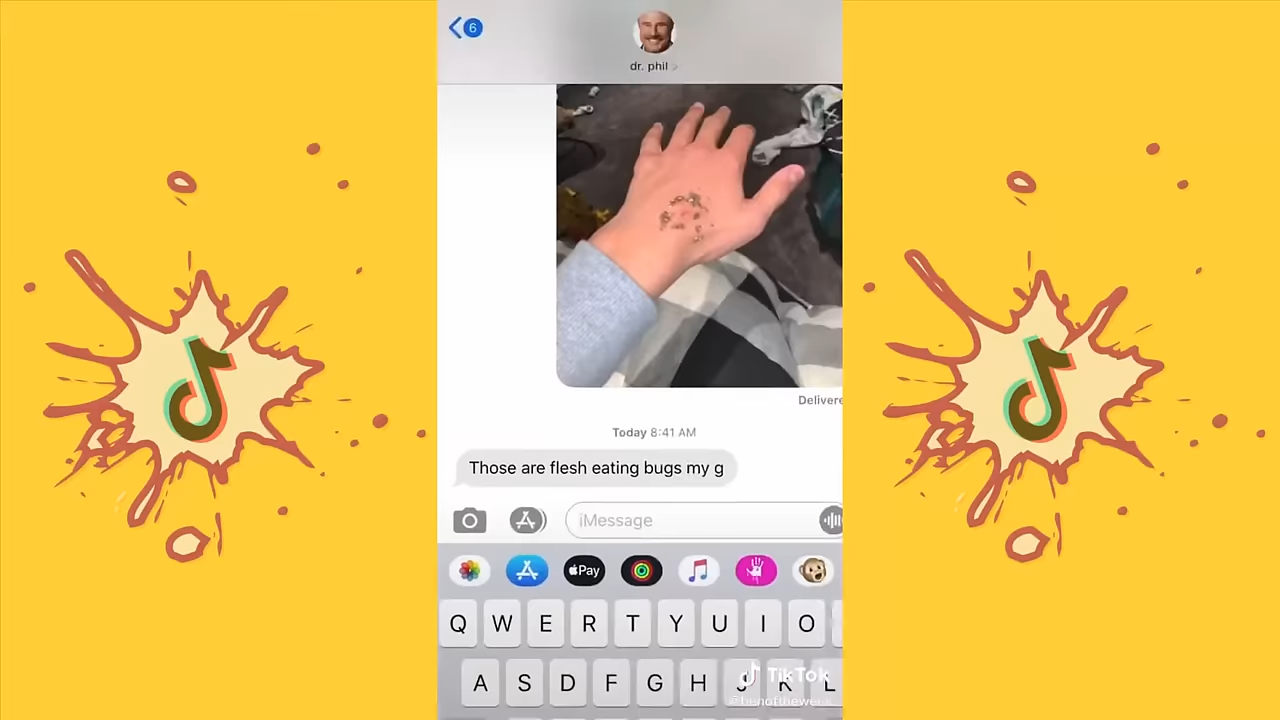 6
dr. phil
Delivere
Today 8:41 AM
Those are flesh eating bugs my g
iMessage
Pay
Q W E R T Y U I O
A S D F G H J K L
TikTok